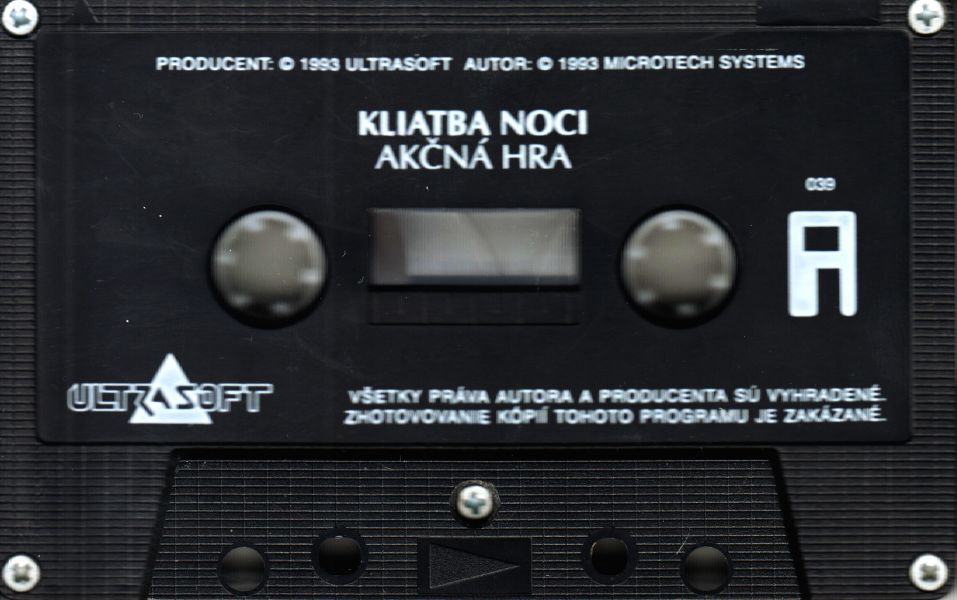 PRODUCENT: © 1993 ULTRASOFT AUTOR: © 1993 MICROTECH SYSTEMS
KLIATBA NOCI
AKČNÁ HRA
039
A
ULTRASOFT
VŠETKY PRÁVA AUTORA A PRODUCENTA SÚ VYHRADENÉ.
ZHOTOVOVANIE KÓPIÍ TOHOTO PROGRAMU JE ZAKÁZANÉ.